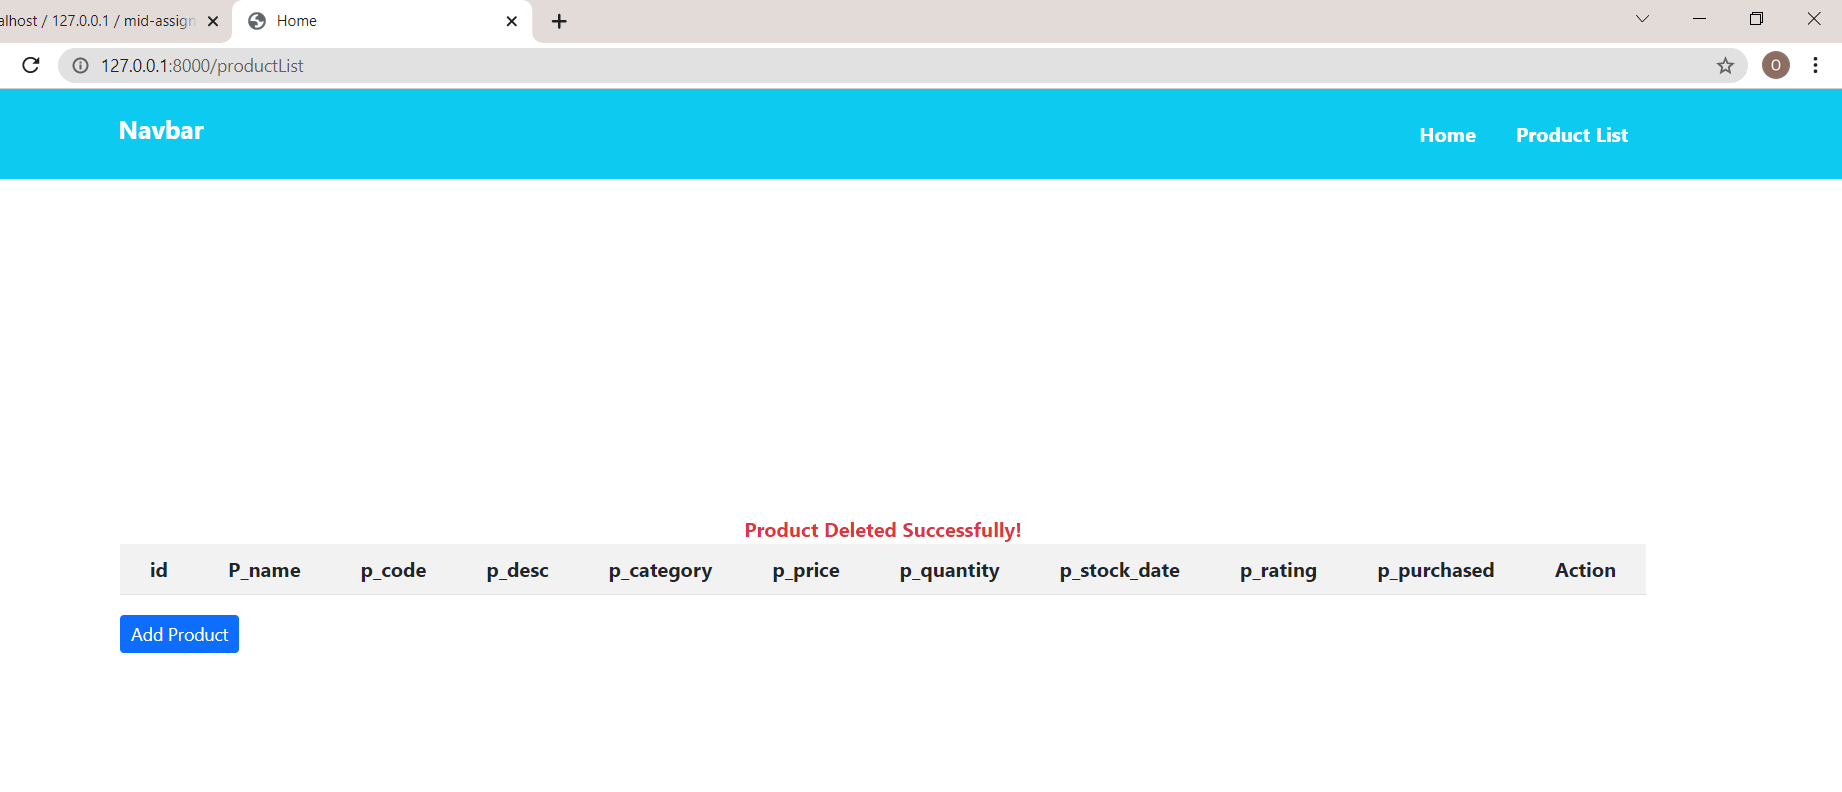 alhost / 127.0.0.1 / mid-assign
Home
127.0.0.1:8000/productList
O
Navbar
Home
Product List
Product Deleted Successfully!
id P_name p_code p_desc p_category p_price p_quantity p_stock_date p_rating p_purchased Action
Add Product